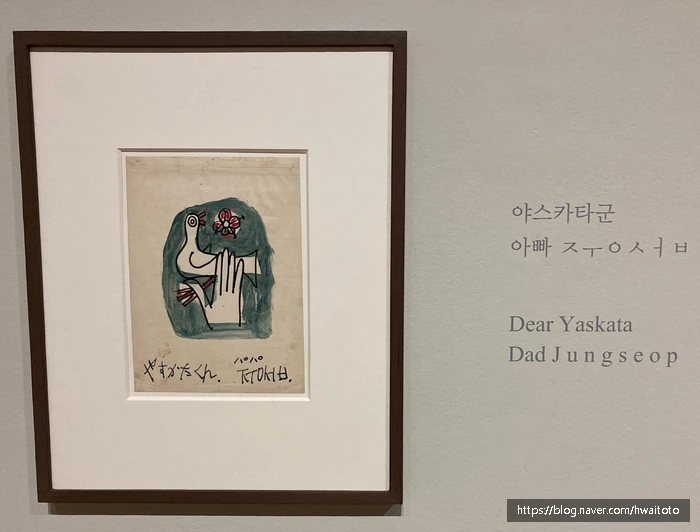 やすかたくん.
パパ
ㅈㅜㅇㅅㅓㅂ.
야스카타군
아빠 ㅈㅜㅇㅅㅓㅂ
Dear Yaskata
Dad J u n g s e o p
https://blog.naver.com/hwaitoto